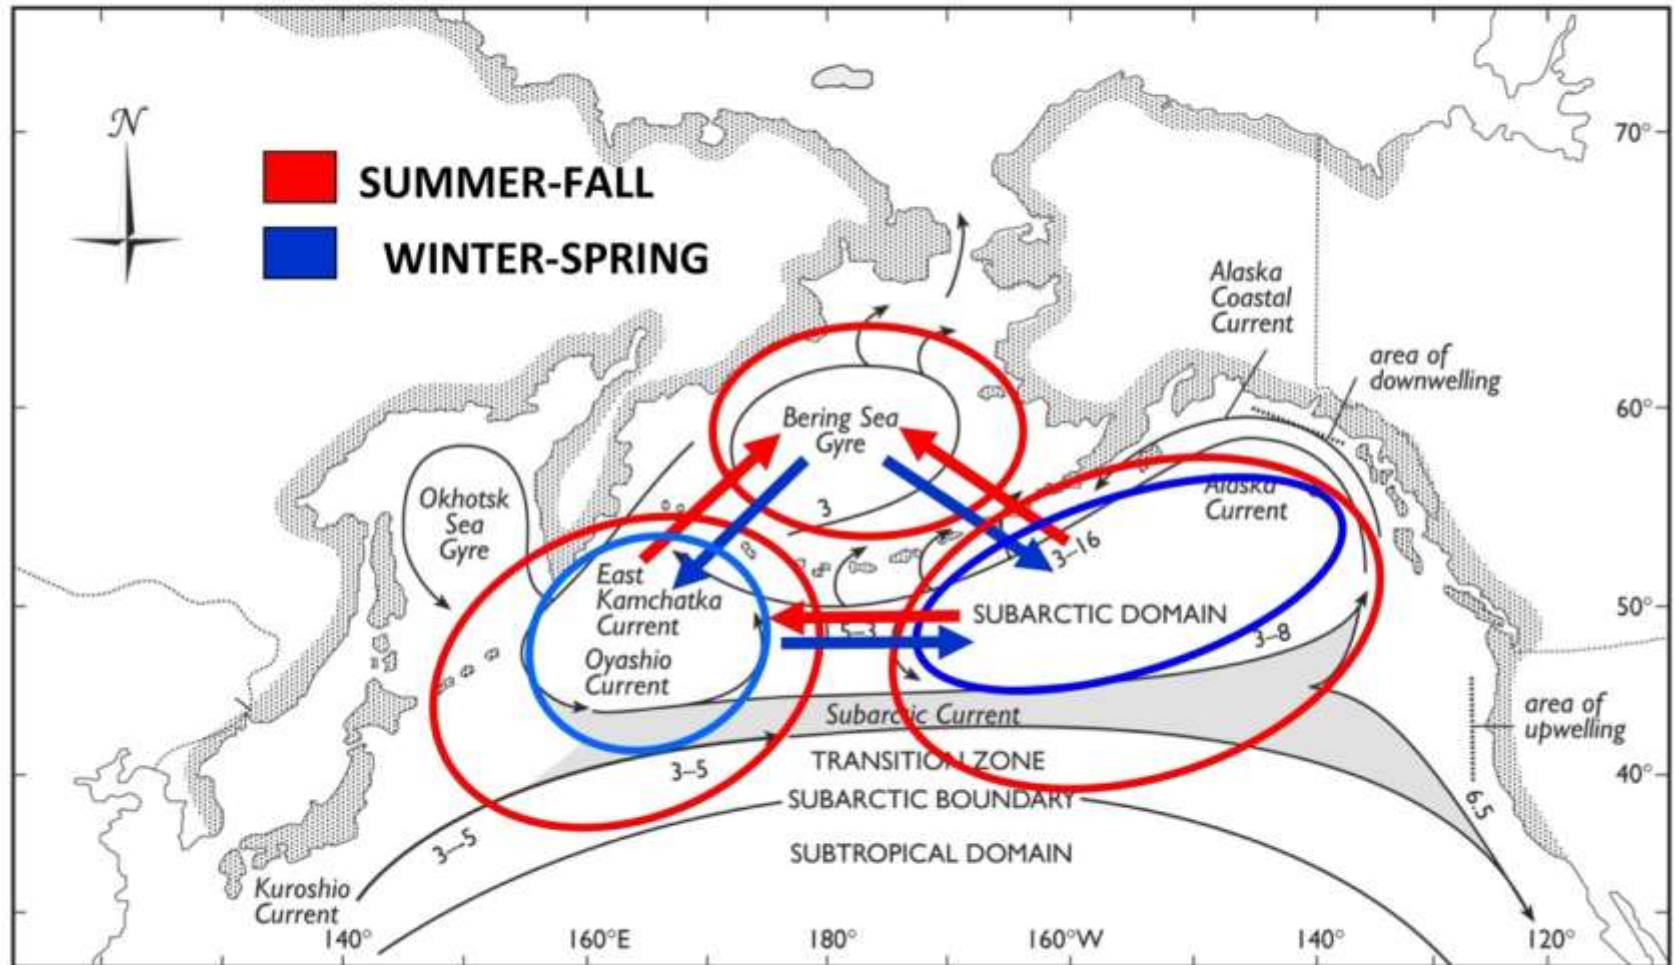 N
SUMMER-FALL
WINTER-SPRING
70°
60°
50°
40°
Alaska
Coastal
Current
area of
downwelling
Bering Sea
Gyre
3
Okhotsk
Sea
Gyre
Alaska
Current
3–16
East
Kamchatka
Current
SUBARCTIC DOMAIN
5–3
3–8
Oyashio
Current
Subarctic Current
area of
upwelling
TRANSITION ZONE
3–5
SUBARCTIC BOUNDARY
6.5
3–5
SUBTROPICAL DOMAIN
Kuroshio
Current
140°
160°E
180°
160°W
140°
120°